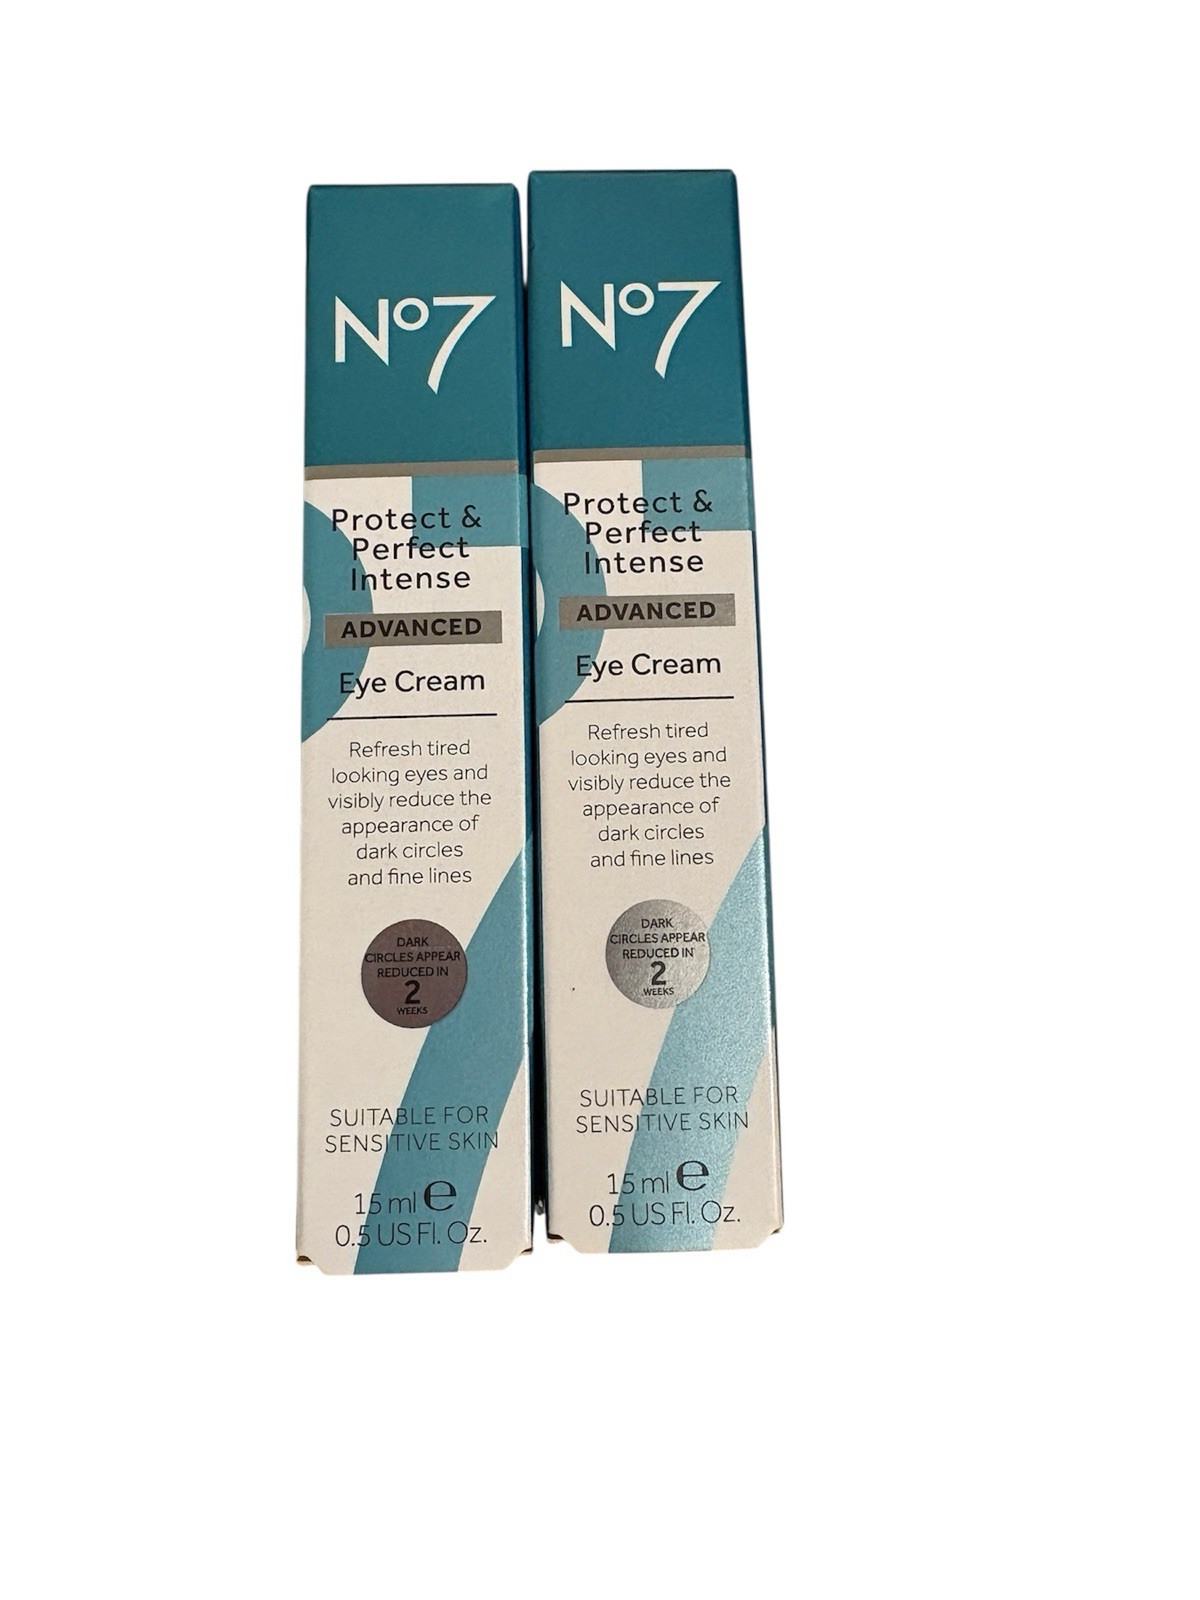 Nº7
Protect &
Perfect
Intense
ADVANCED
Eye Cream
Refresh tired
looking eyes and
visibly reduce the
appearance of
dark circles
and fine lines
DARK
CIRCLES APPEAR
REDUCED IN
2
WEEKS
SUITABLE FOR
SENSITIVE SKIN
15 ml e
0.5 US Fl. Oz.
Nº7
Protect &
Perfect
Intense
ADVANCED
Eye Cream
Refresh tired
looking eyes and
visibly reduce the
appearance of
dark circles
and fine lines
DARK
CIRCLES APPEAR
REDUCED IN
2
WEEKS
SUITABLE FOR
SENSITIVE SKIN
15 ml e
0.5 US Fl. Oz.